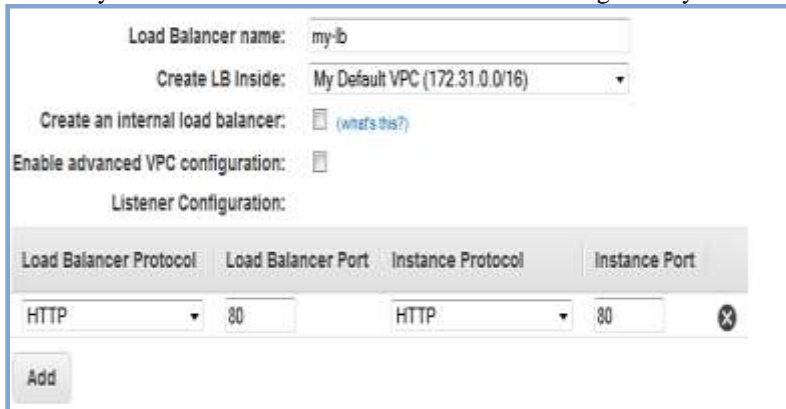 Load Balancer name: my-lb
Create LB Inside: My Default VPC (172.31.0.0/16)
Create an internal load balancer: (what's this?)
Enable advanced VPC configuration:
Listener Configuration:
Load Balancer Protocol Load Balancer Port Instance Protocol Instance Port
HTTP 80 HTTP 80
Add